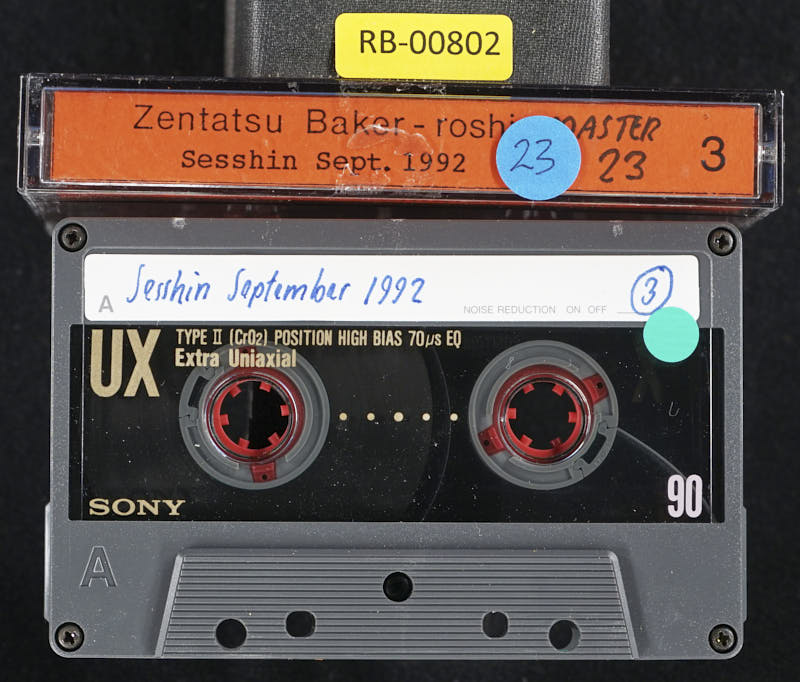 RB-00802
Zentatsu Baker-roshi MASTER
Sesshin Sept. 1992 23 23 3
A Sesshin September 1992 NOISE REDUCTION ON OFF 3
UX TYPE II (CrO2) POSITION HIGH BIAS 70μs EQ
Extra Uniaxial
SONY 90
A